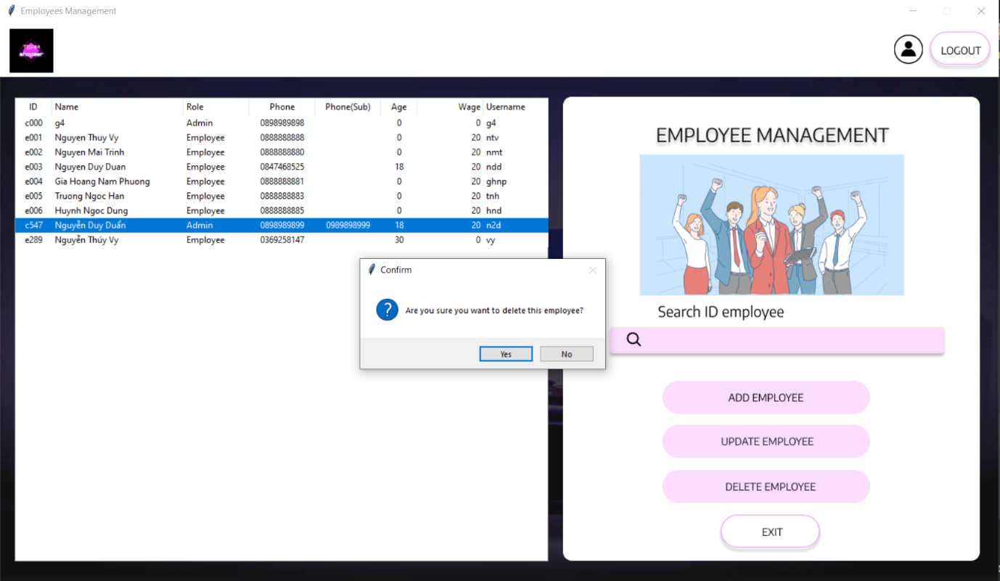 Employees Management
TEAM
shopeer
LOGOUT
ID Name Role Phone Phone(Sub) Age Wage Username
c000 g4 Admin 0898989898 0 0 g4
e001 Nguyen Thuy Vy Employee 0888888888 0 20 ntv
e002 Nguyen Mai Trinh Employee 0888888880 0 20 nmt
e003 Nguyen Duy Duan Employee 0847468525 18 20 ndd
e004 Gia Hoang Nam Phuong Employee 0888888881 0 20 ghnp
e005 Truong Ngoc Han Employee 0888888883 0 20 tnh
e006 Huynh Ngoc Dung Employee 0888888885 0 20 hnd
c547 Nguyễn Duy Duẩn Admin 0898989899 0989898999 18 20 n2d
e289 Nguyễn Thúy Vy Employee 0369258147 30 0 vy
Confirm
Are you sure you want to delete this employee?
Yes No
EMPLOYEE MANAGEMENT
Search ID employee
ADD EMPLOYEE
UPDATE EMPLOYEE
DELETE EMPLOYEE
EXIT